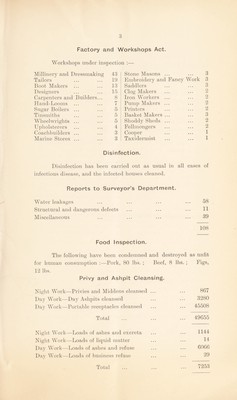 5
Factory and Workshops Act.
Workshops under inspection :—
Millinery and Dressmaking 43 Stone Masons ... ... 3
Tailors ... ... 19 Embroidery and Fancy Work 3
Boot Makers ... ... 13 Saddlers ... ... 3
Designers ... ... 15 Clog Makers ... ... 2
Carpenters and Builders... 8 Iron Workers ... ... 2
Hand-Looms ... ... 7 Pump Makers ... ... 2
Sugar Boilers ... ... 5 Printers ... ... 3
Tinsmiths ... ... 5 Basket Makers ... ... 3
Wheelwrights ... ... 5 Shoddy Sheds ... ... 2
Upholsterers ... ... 4 Fellmongers ... ... 2
Coachbuilders ... ... 3 Cooper ... ... 1
Marine Stores ... ... 3 Taxidermist ... ... 1
Disinfection.
Disinfection has been carried out as usual in all cases of
infectious disease, and the infected houses cleansed.
Reports to Surveyor's Department.
Water leakages ... ... ... 58
Structural and dangerous defects ... ... 11
Miscellaneous ... ... ... 39
108
Food Inspection.
The following have been condemned and destroyed as unfit
for human consumption :—Pork, 80 lbs. ; Beef, 8 lbs. ; Figs,
12 lbs.
Privy and Ashpit Cleansing.
Night Work—Privies and Middens cleansed ... ... 867
Day Work—Dry Ashpits cleansed ... ... 3280
Day Work—Portable receptacles cleansed ... ... 45508
Total ... ... 49655
Night Work—Loads of ashes and excreta ... ... 1144
Night Work—Loads of liquid matter ... ... 14
Day Work—Loads of ashes and refuse ... ... 6066
Day Work—Loads of business refuse ... ... 29
Total ... ... 7253